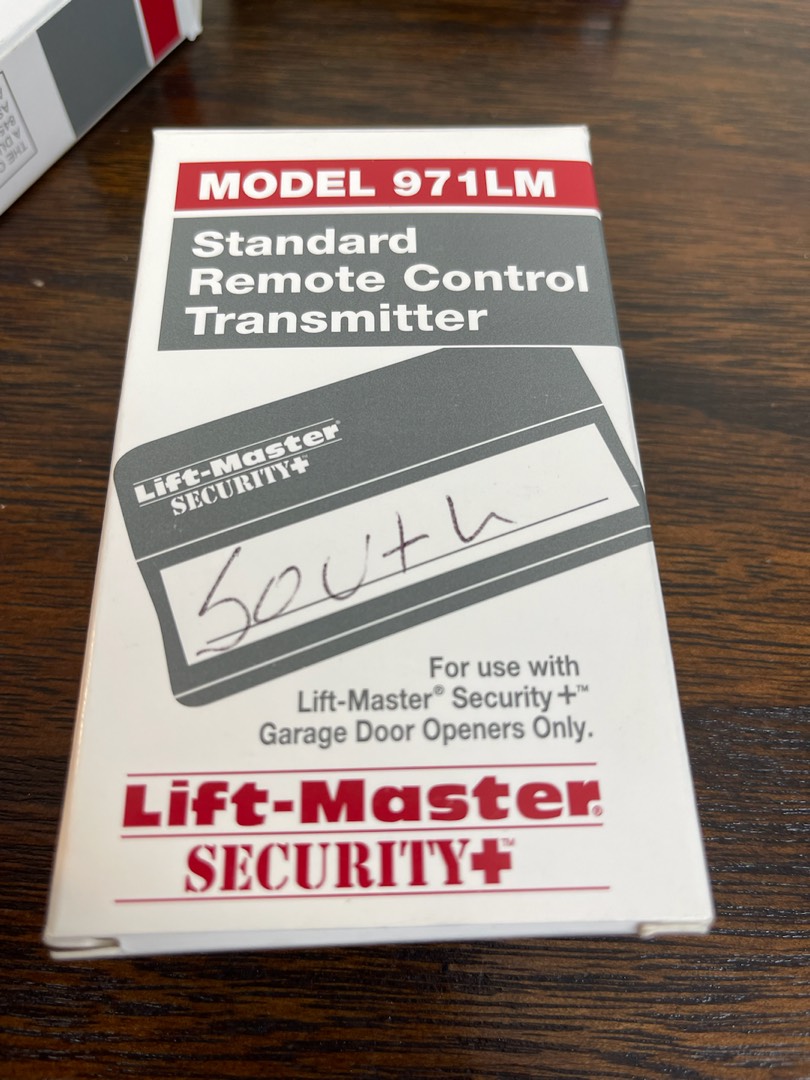 MODEL 971LM
Standard
Remote Control
Transmitter
Lift-Master
SECURITY+
South
For use with
Lift-Master® Security+™
Garage Door Openers Only.
Lift-Master®
SECURITY+™